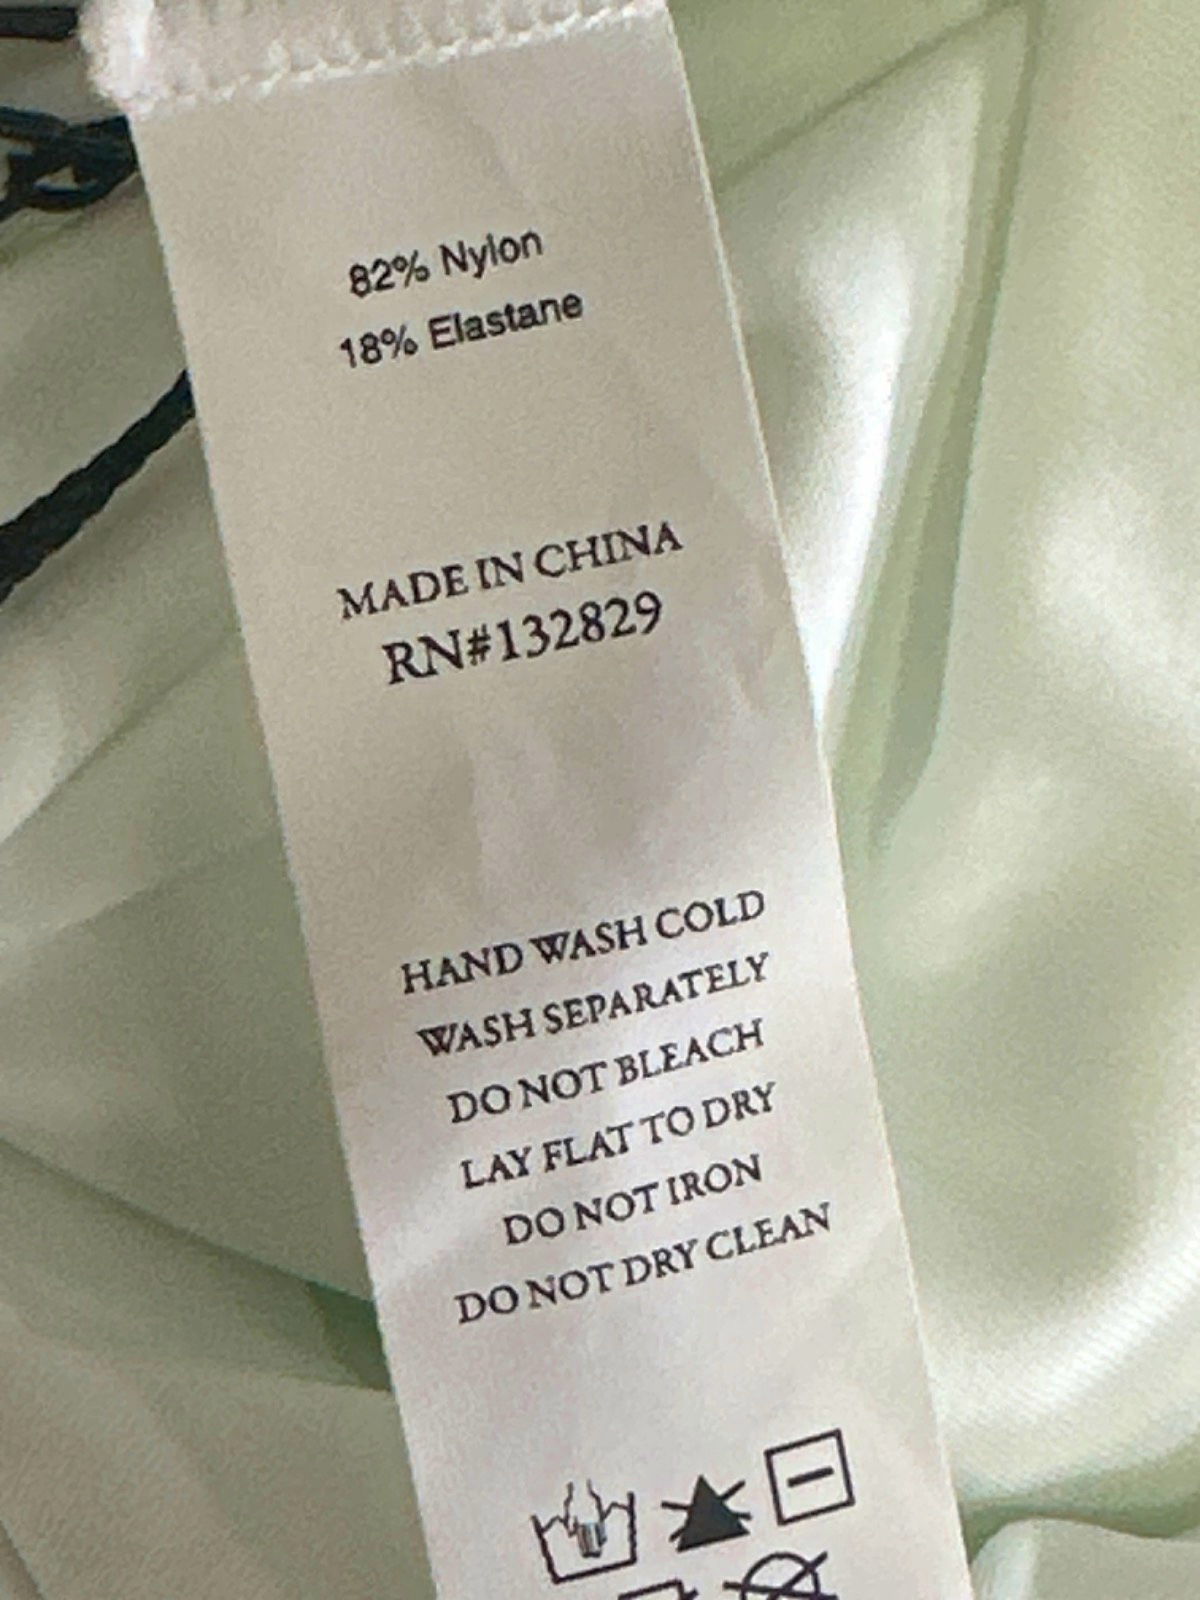 82% Nylon
18% Elastane
MADE IN CHINA
RN#132829
HAND WASH COLD
WASH SEPARATELY
DO NOT BLEACH
LAY FLAT TO DRY
DO NOT IRON
DO NOT DRY CLEAN